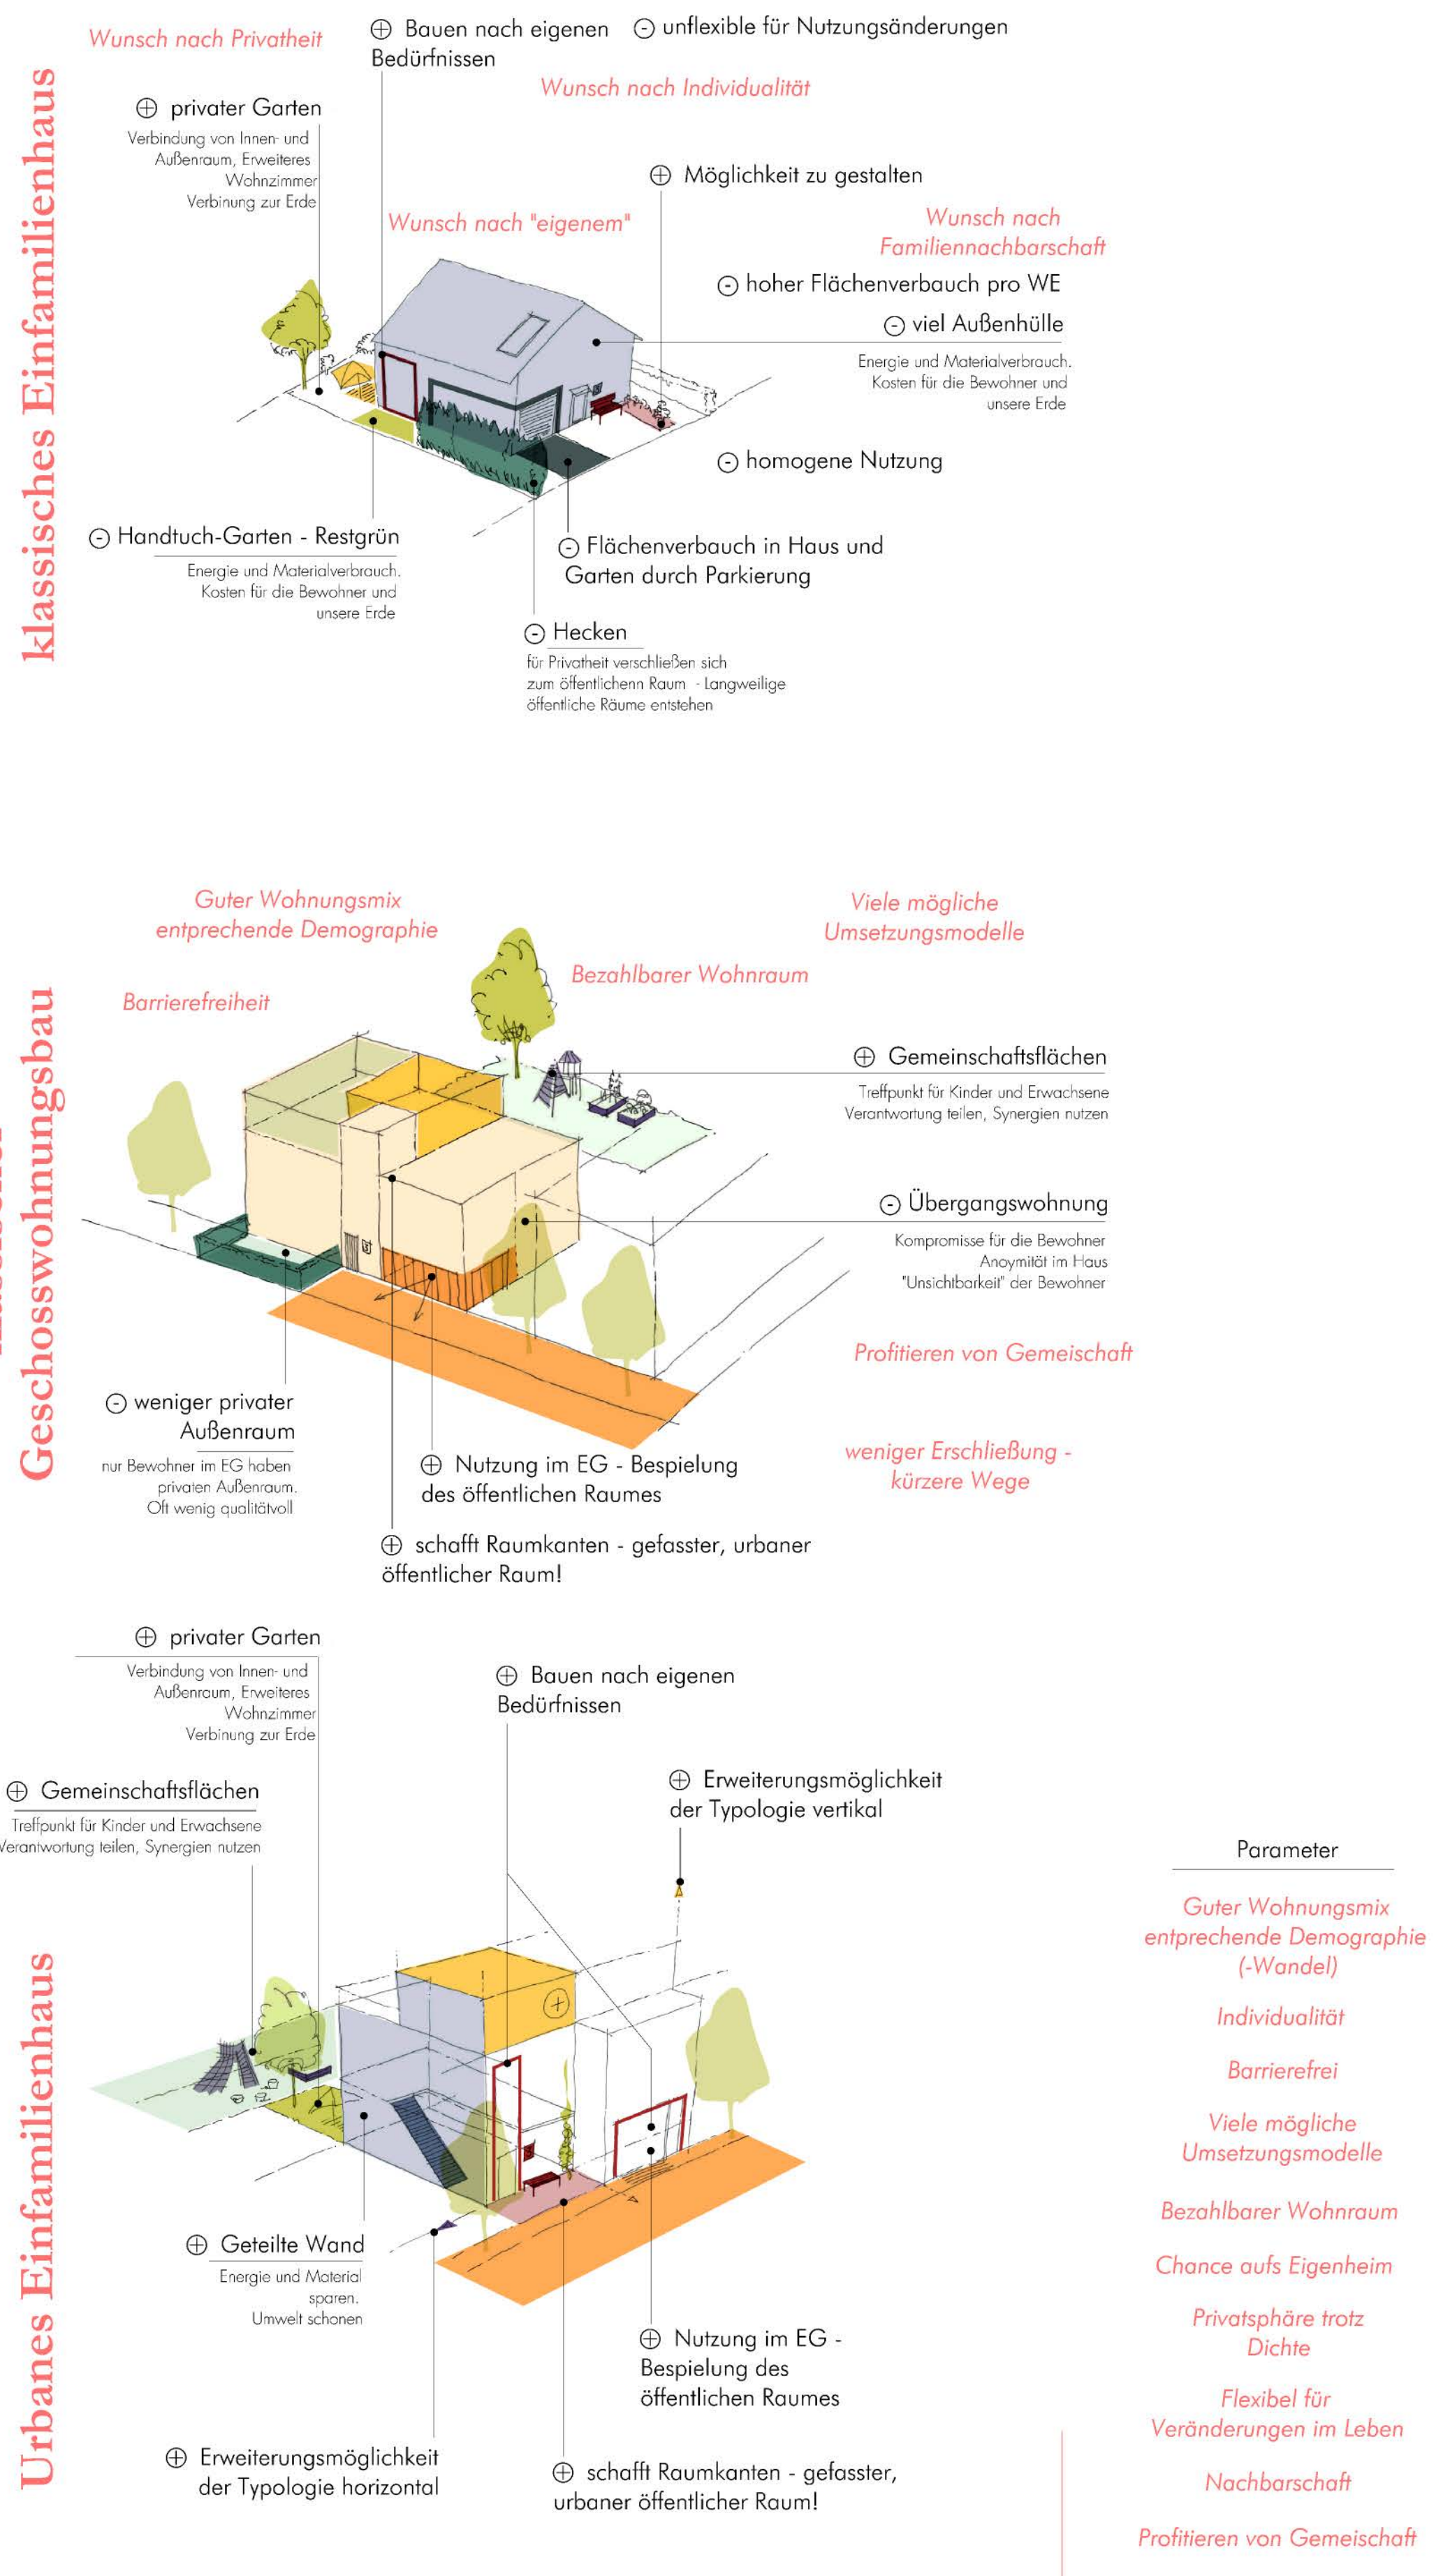 klassisches Einfamilienhaus
Wunsch nach Privatheit
⊕ Bauen nach eigenen
Bedürfnissen
⊖ unflexible für Nutzungsänderungen
Wunsch nach Individualität
⊕ privater Garten
Verbindung von Innen- und
Außenraum, Erweiteres
Wohnzimmer
Verbinung zur Erde
⊕ Möglichkeit zu gestalten
Wunsch nach "eigenem"
Wunsch nach
Familiennachbarschaft
⊖ hoher Flächenverbauch pro WE
⊖ viel Außenhülle
Energie und Materialverbrauch.
Kosten für die Bewohner und
unsere Erde
⊖ homogene Nutzung
⊖ Handtuch-Garten - Restgrün
Energie und Materialverbrauch.
Kosten für die Bewohner und
unsere Erde
⊖ Flächenverbauch in Haus und
Garten durch Parkierung
⊖ Hecken
für Privatheit verschließen sich
zum öffentlichenn Raum - Langweilige
öffentliche Räume entstehen
Geschosswohnungsbau
Guter Wohnungsmix
entprechende Demographie
Viele mögliche
Umsetzungsmodelle
Bezahlbarer Wohnraum
Barrierefreiheit
⊕ Gemeinschaftsflächen
Treffpunkt für Kinder und Erwachsene
Verantwortung teilen, Synergien nutzen
⊖ Übergangswohnung
Kompromisse für die Bewohner
Anoymität im Haus
"Unsichtbarkeit" der Bewohner
Profitieren von Gemeischaft
⊖ weniger privater
Außenraum
nur Bewohner im EG haben
privaten Außenraum.
Oft wenig qualitätvoll
⊕ Nutzung im EG - Bespielung
des öffentlichen Raumes
weniger Erschließung -
kürzere Wege
⊕ schafft Raumkanten - gefasster, urbaner
öffentlicher Raum!
Urbanes Einfamilienhaus
⊕ privater Garten
Verbindung von Innen- und
Außenraum, Erweiteres
Wohnzimmer
Verbinung zur Erde
⊕ Bauen nach eigenen
Bedürfnissen
⊕ Gemeinschaftsflächen
Treffpunkt für Kinder und Erwachsene
Verantwortung teilen, Synergien nutzen
⊕ Erweiterungsmöglichkeit
der Typologie vertikal
⊕ Geteilte Wand
Energie und Material
sparen.
Umwelt schonen
⊕ Nutzung im EG -
Bespielung des
öffentlichen Raumes
⊕ Erweiterungsmöglichkeit
der Typologie horizontal
⊕ schafft Raumkanten - gefasster,
urbaner öffentlicher Raum!
Parameter
Guter Wohnungsmix
entprechende Demographie
(-Wandel)
Individualität
Barrierefrei
Viele mögliche
Umsetzungsmodelle
Bezahlbarer Wohnraum
Chance aufs Eigenheim
Privatsphäre trotz
Dichte
Flexibel für
Veränderungen im Leben
Nachbarschaft
Profitieren von Gemeischaft